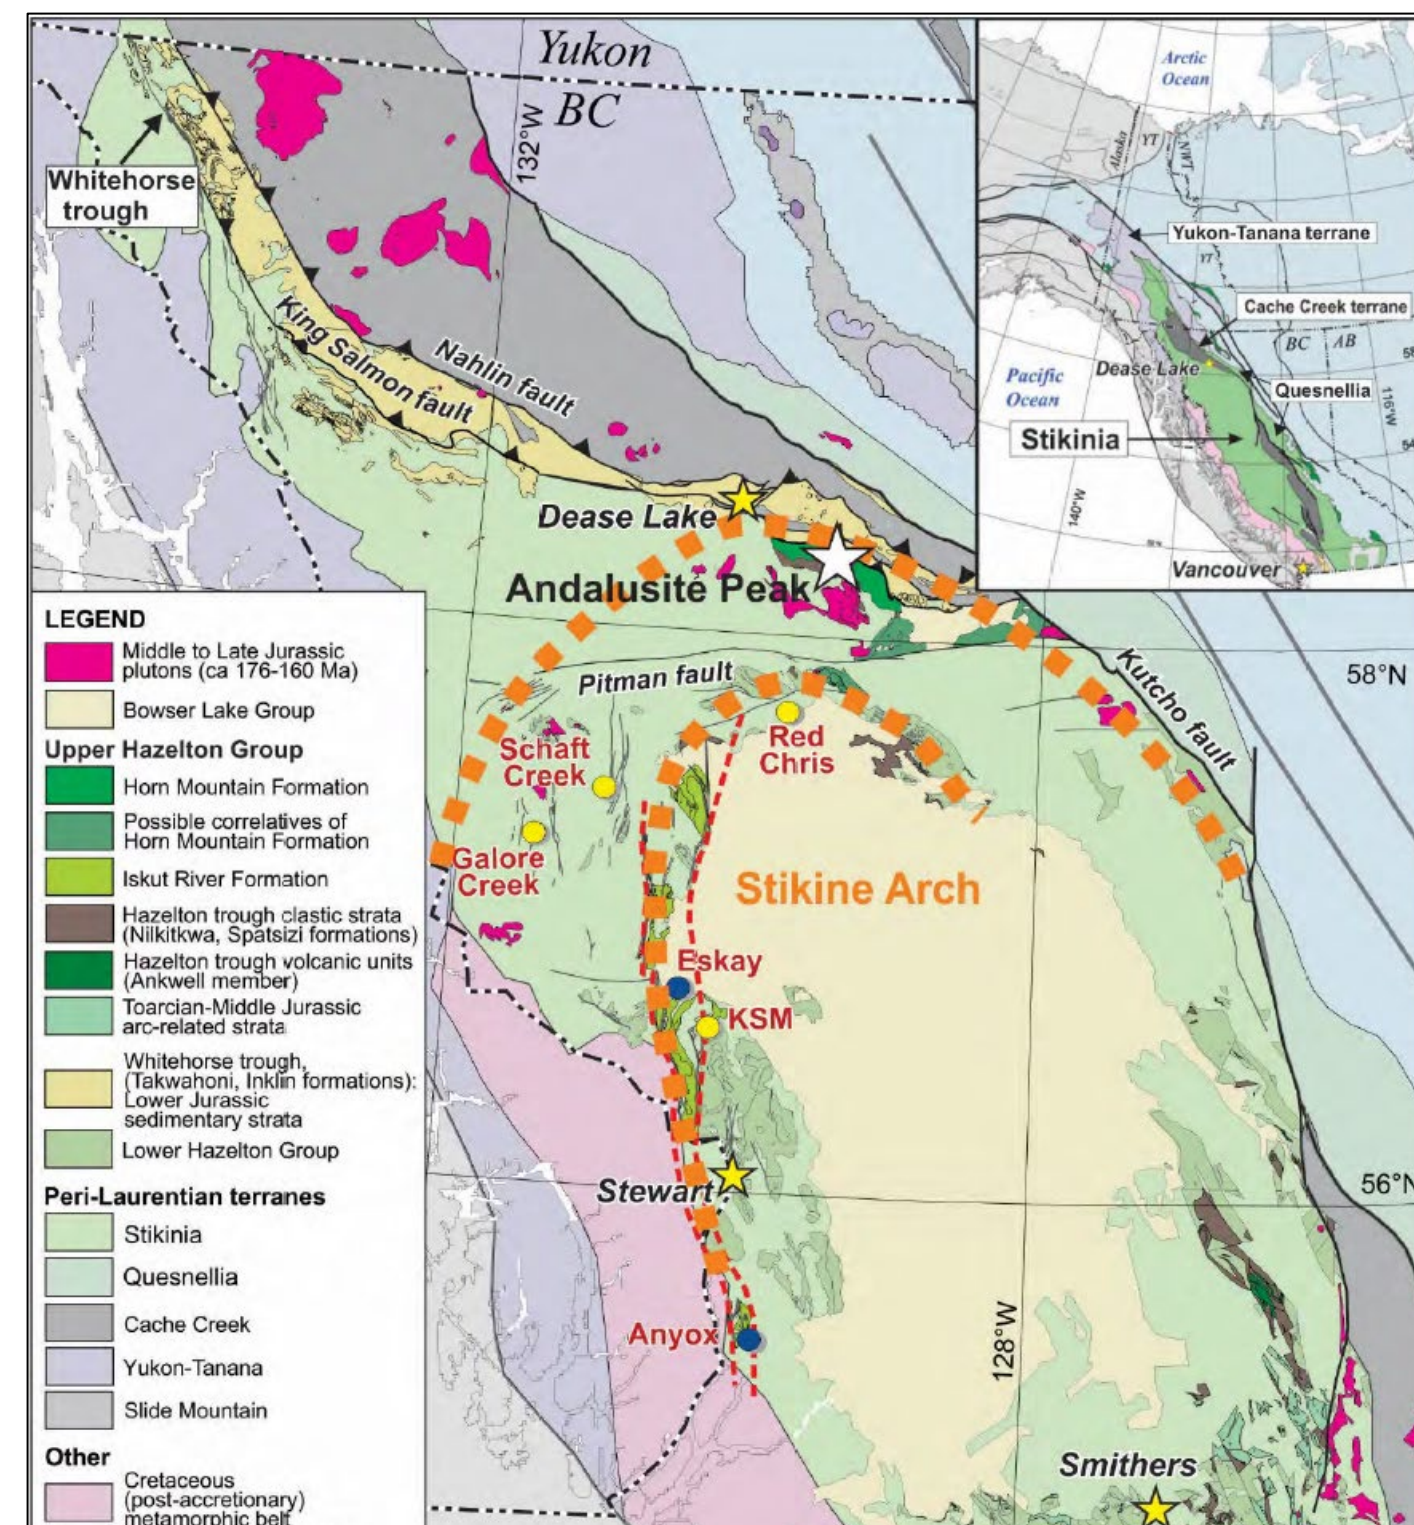 Yukon
BC
132°W
Whitehorse
trough
King Salmon fault
Nahlin fault
Dease Lake
Andalusite Peak
Pitman fault
Kutcho fault
58°N
Schaft
Creek
Red
Chris
Galore
Creek
Stikine Arch
Eskay
KSM
Stewart
56°N
Anyox
128°W
Smithers
Arctic
Ocean
Alaska
YT
NWT
Yukon-Tanana terrane
YT
Cache Creek terrane
BC
AB
58
Dease Lake
Pacific
Ocean
Quesnellia
116°W
Stikinia
54
140°W
Vancouver
LEGEND
Middle to Late Jurassic
plutons (ca 176-160 Ma)
Bowser Lake Group
Upper Hazelton Group
Horn Mountain Formation
Possible correlatives of
Horn Mountain Formation
Iskut River Formation
Hazelton trough clastic strata
(Nilkitkwa, Spatsizi formations)
Hazelton trough volcanic units
(Ankwell member)
Toarcian-Middle Jurassic
arc-related strata
Whitehorse trough,
(Takwahoni, Inklin formations):
Lower Jurassic
sedimentary strata
Lower Hazelton Group
Peri-Laurentian terranes
Stikinia
Quesnellia
Cache Creek
Yukon-Tanana
Slide Mountain
Other
Cretaceous
(post-accretionary)
metamorphic belt